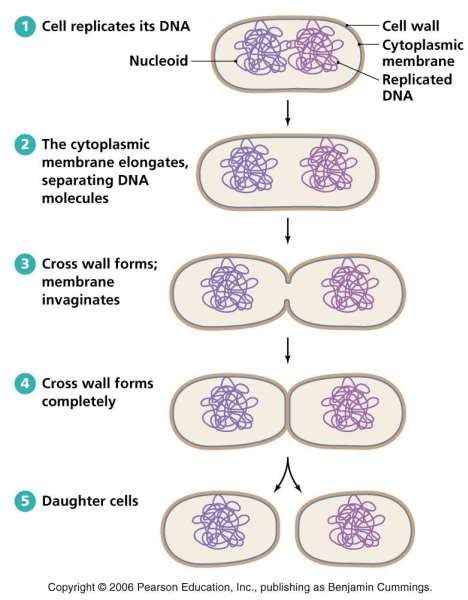 1 Cell replicates its DNA
Cell wall
Cytoplasmic
membrane
Nucleoid
Replicated
DNA
2 The cytoplasmic
membrane elongates,
separating DNA
molecules
3 Cross wall forms;
membrane
invaginates
4 Cross wall forms
completely
5 Daughter cells
Copyright © 2006 Pearson Education, Inc., publishing as Benjamin Cummings.